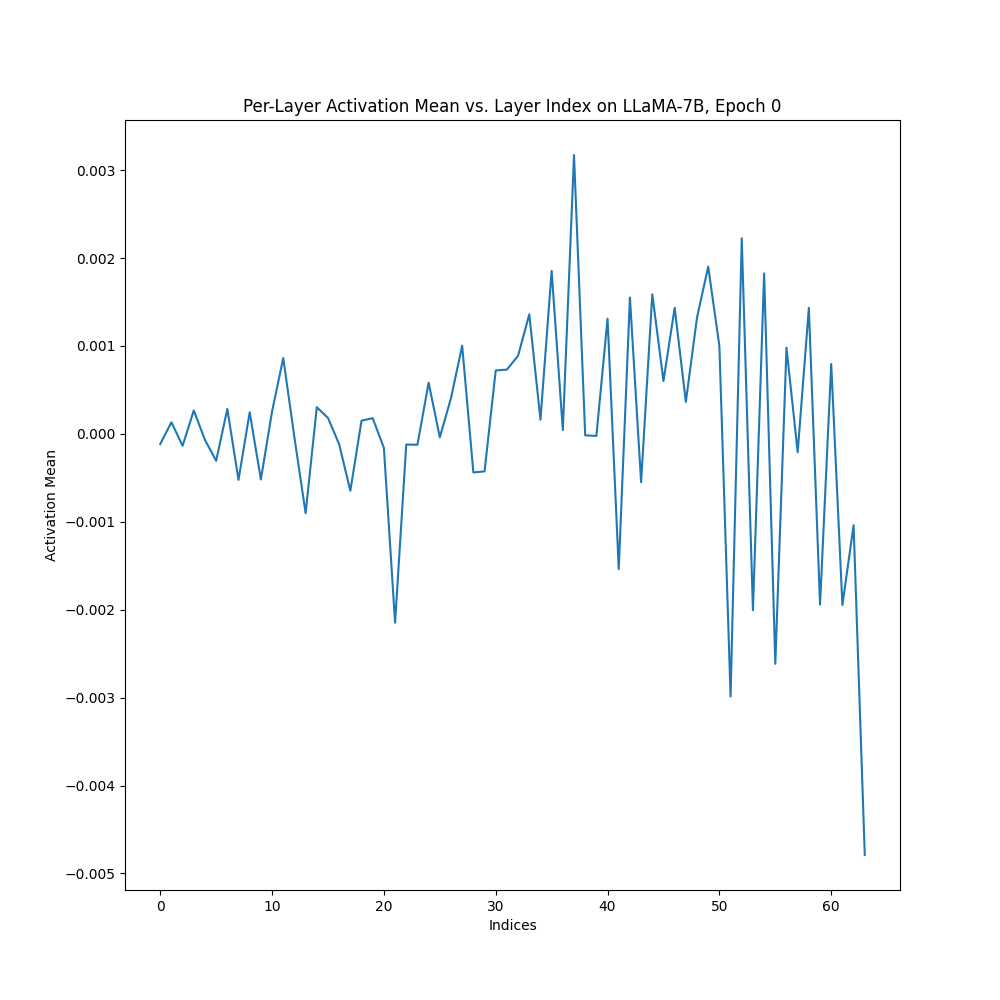 Per-Layer Activation Mean vs. Layer Index on LLaMA-7B, Epoch 0
Activation Mean
0.003
0.002
0.001
0.000
−0.001
−0.002
−0.003
−0.004
−0.005
0 10 20 30 40 50 60
Indices